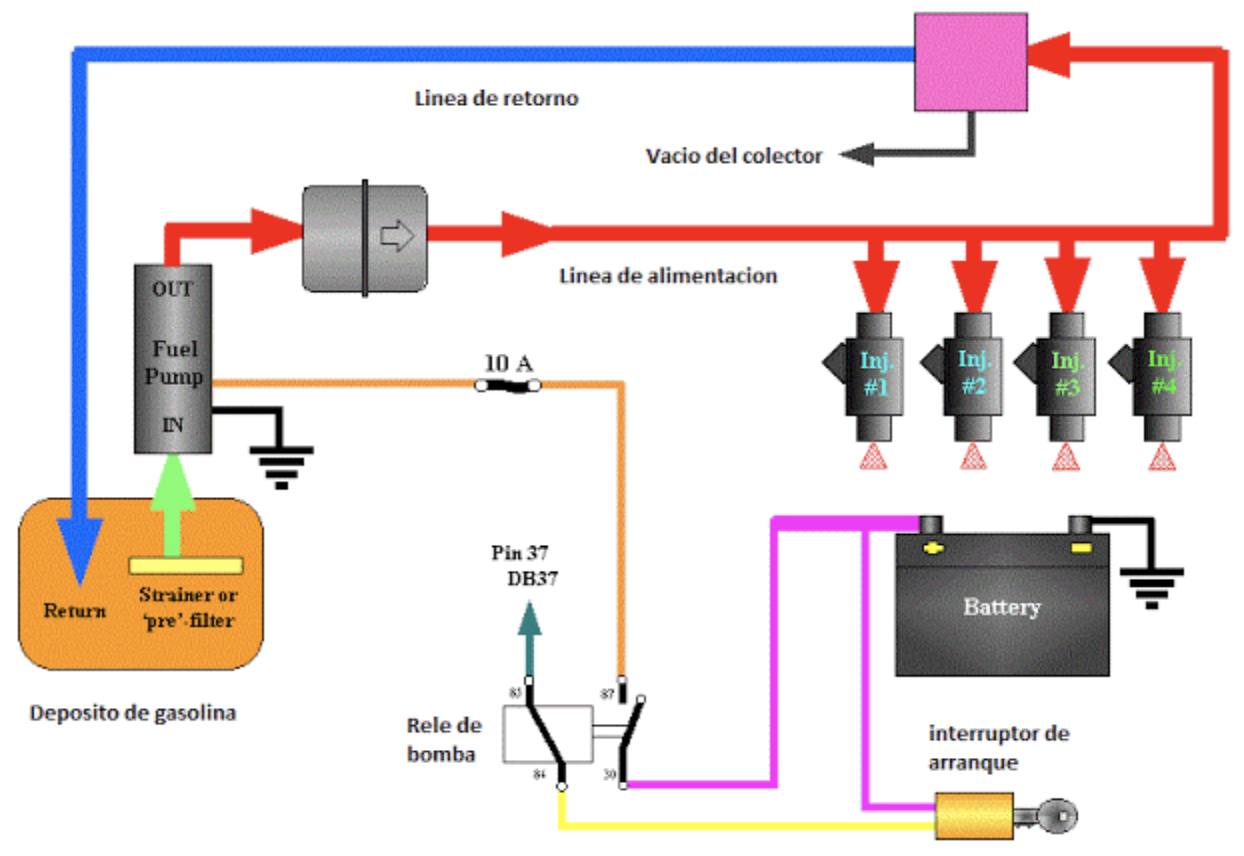 Linea de retorno
Vacio del colector
Linea de alimentacion
OUT
Fuel
Pump
IN
10 A
Inj.
#1
Inj.
#2
Inj.
#3
Inj.
#4
Pin 37
DB37
Battery
Return
Strainer or
'pre'-filter
Deposito de gasolina
Rele de
bomba
85
87
86
30
interruptor de
arranque